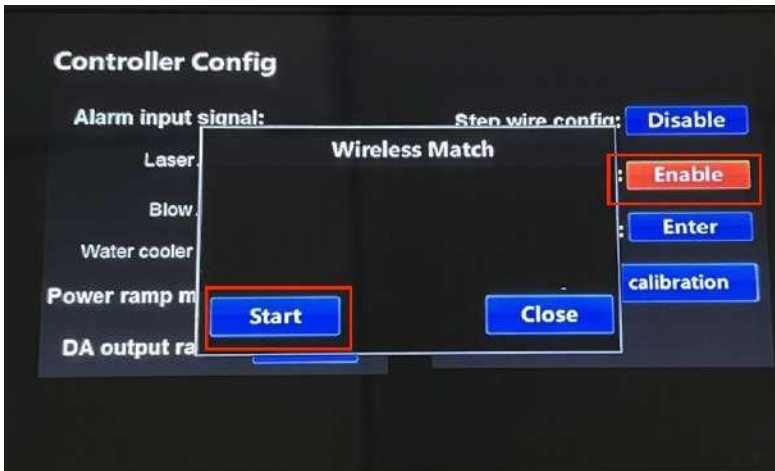 Controller Config
Alarm input signal:
Step wire config: Disable
Wireless Match
Laser
: Enable
Blow
: Enter
Water cooler
Power ramp m
calibration
Start
Close
DA output ra